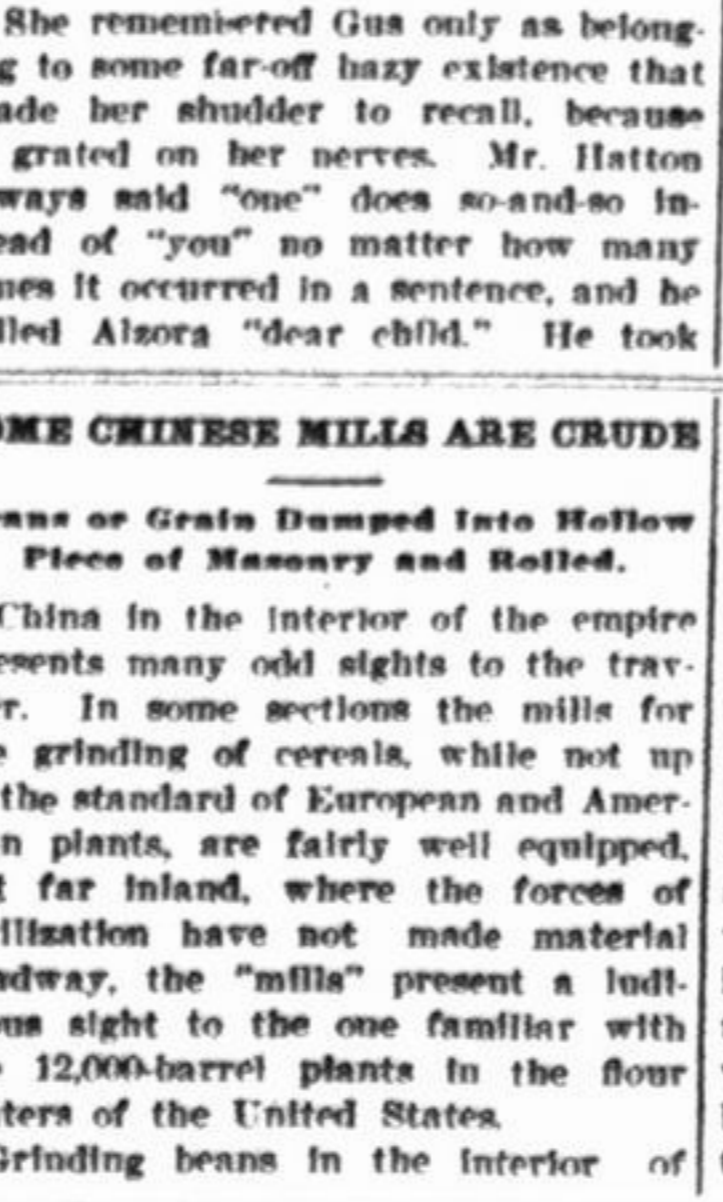 She remembered Gus only as belong-
g to some far-off hazy existence that
ade her shudder to recall, because
grated on her nerves. Mr. Hatton
ways said "one" does so-and-so in-
ead of "you" no matter how many
nes it occurred in a sentence, and he
lled Alzora "dear child." He took
OME CHINESE MILLS ARE CRUDE
ans or Grain Dumped Into Hollow
Piece of Masonry and Rolled.
China in the interior of the empire
esents many odd sights to the trav-
r. In some sections the mills for
e grinding of cereals, while not up
the standard of European and Amer-
n plants, are fairly well equipped,
t far inland, where the forces of
ilization have not made material
adway, the "mills" present a ludi-
ous sight to the one familiar with
e 12,000-barrel plants in the flour
ters of the United States.
Grinding beans in the interior of